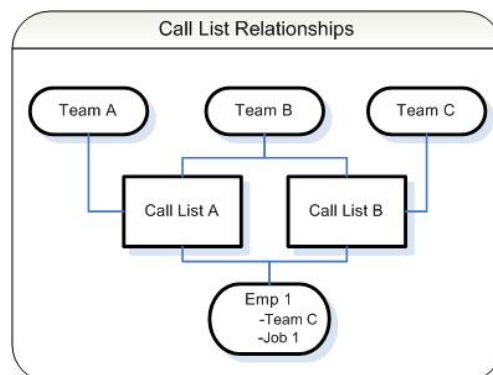 Call List Relationships
Team A
Team B
Team C
Call List A
Call List B
Emp 1
-Team C
-Job 1